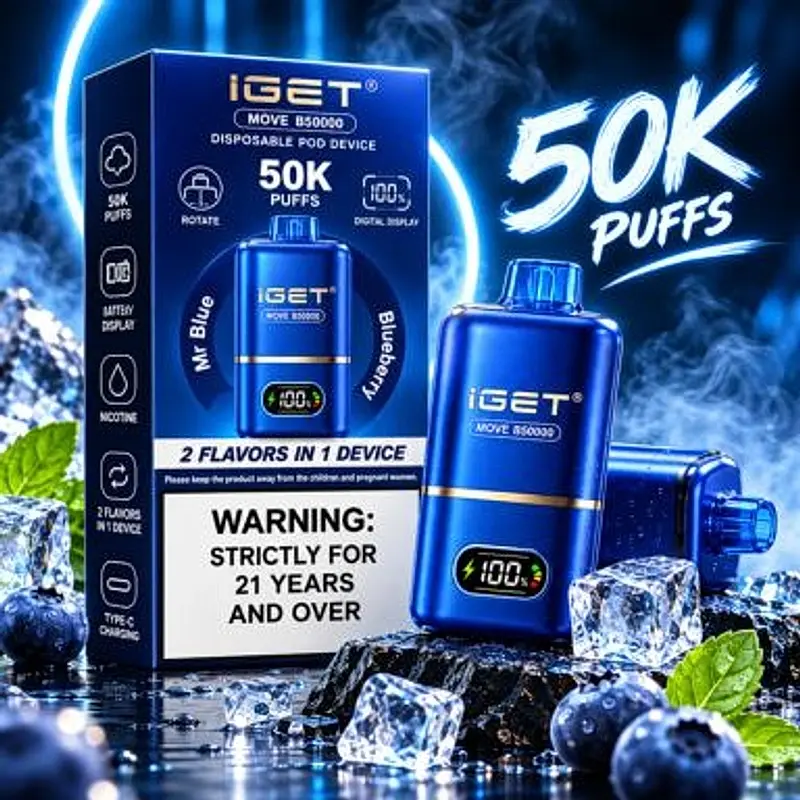 iGET®
MOVE B50000
DISPOSABLE POD DEVICE
50K
PUFFS
ROTATE
100%
DIGITAL DISPLAY
50K
PUFFS
BATTERY
DISPLAY
NICOTINE
2 FLAVORS
IN 1 DEVICE
TYPE-C
CHARGING
Mr Blue
Blueberry
iGET®
MOVE B50000
100%
2 FLAVORS IN 1 DEVICE
Please keep the product away from the children and pregnant women.
WARNING:
STRICTLY FOR
21 YEARS
AND OVER
50K
PUFFS
iGET®
MOVE B50000
100%